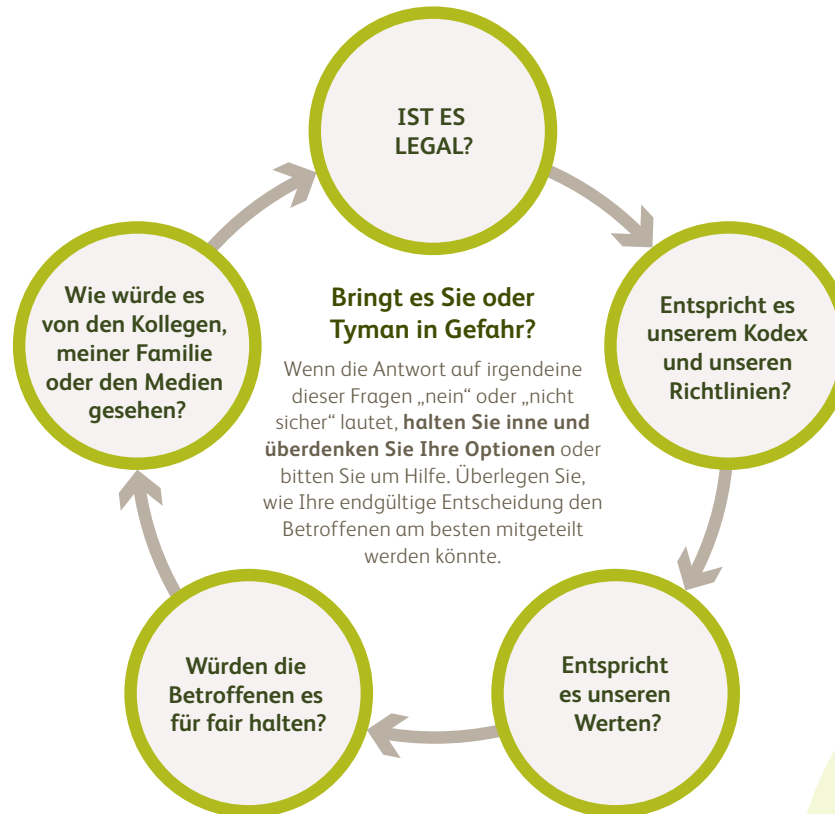 IST ES
LEGAL?
Entspricht es
unserem Kodex
und unseren
Richtlinien?
Entspricht
es unseren
Werten?
Würden die
Betroffenen es
für fair halten?
Wie würde es
von den Kollegen,
meiner Familie
oder den Medien
gesehen?
Bringt es Sie oder
Tyman in Gefahr?
Wenn die Antwort auf irgendeine
dieser Fragen „nein“ oder „nicht
sicher“ lautet, halten Sie inne und
überdenken Sie Ihre Optionen oder
bitten Sie um Hilfe. Überlegen Sie,
wie Ihre endgültige Entscheidung den
Betroffenen am besten mitgeteilt
werden könnte.